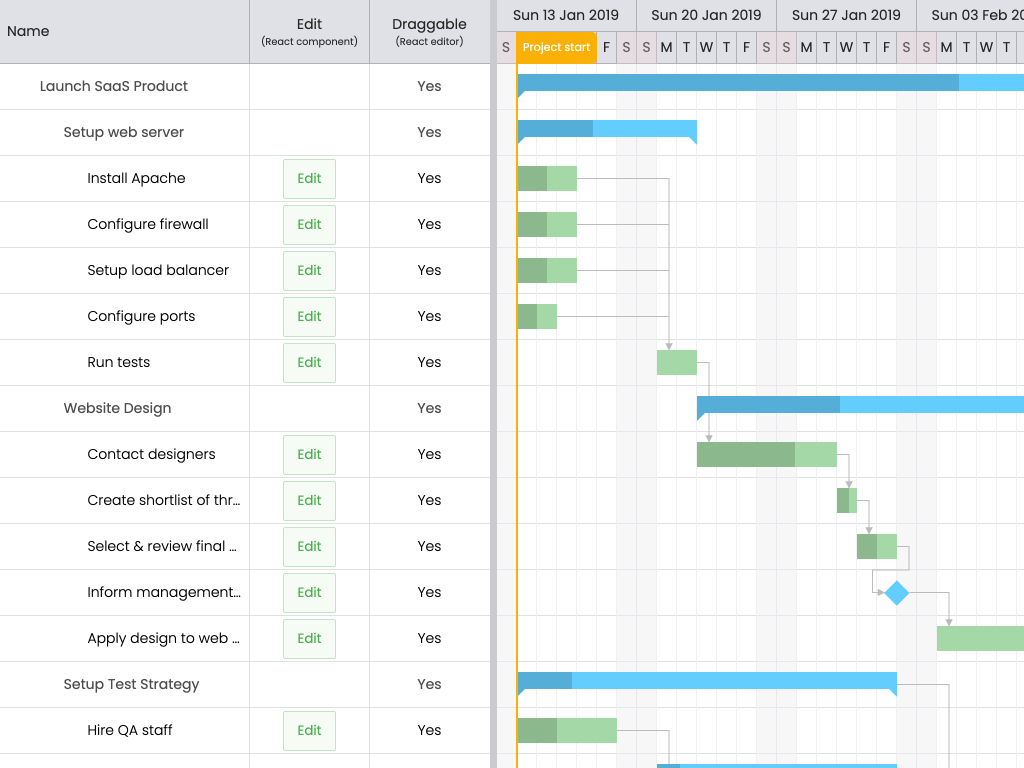 Name
Edit
(React component)
Draggable
(React editor)
Sun 13 Jan 2019
Sun 20 Jan 2019
Sun 27 Jan 2019
Sun 03 Feb 20
S
Project start
F
S
S
M
T
W
T
F
S
S
M
T
W
T
F
S
S
M
T
W
T
Launch SaaS Product
Yes
Setup web server
Yes
Install Apache
Edit
Yes
Configure firewall
Edit
Yes
Setup load balancer
Edit
Yes
Configure ports
Edit
Yes
Run tests
Edit
Yes
Website Design
Yes
Contact designers
Edit
Yes
Create shortlist of thr…
Edit
Yes
Select & review final …
Edit
Yes
Inform management…
Edit
Yes
Apply design to web …
Edit
Yes
Setup Test Strategy
Yes
Hire QA staff
Edit
Yes